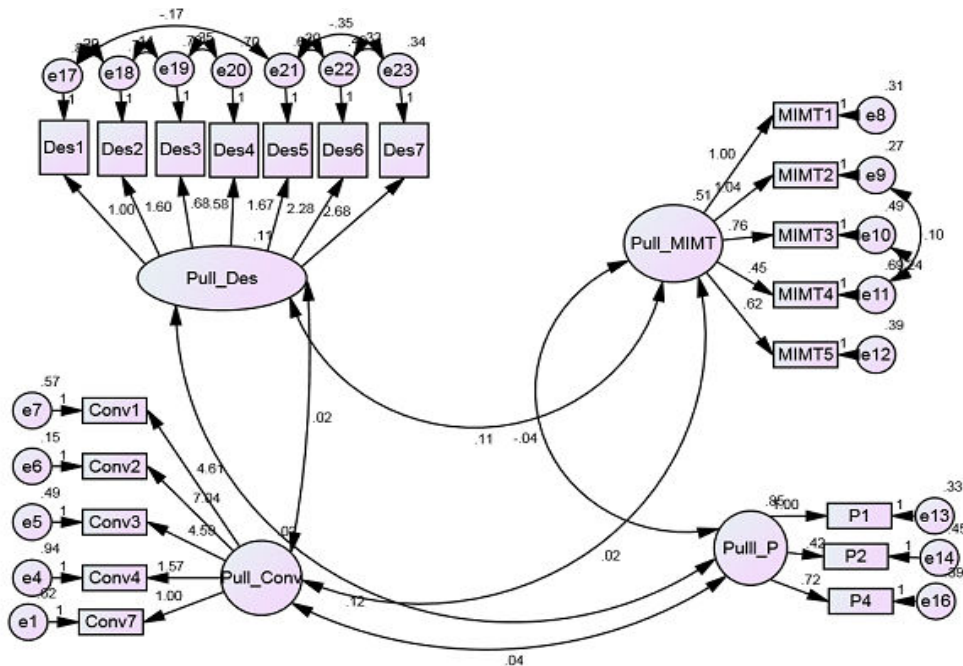 -.17
-.35
.70
.34
e17
e18
e19
e20
e21
e22
e23
1 1 1 1 1 1 1
Des1
Des2
Des3
Des4
Des5
Des6
Des7
1.00
1.60
.68
.58
1.67
2.28
2.68
.11
Pull_Des
.31
MIMT1
1
e8
.27
MIMT2
1
e9
.49
MIMT3
1
e10
.10
.24
MIMT4
1
e11
.39
MIMT5
1
e12
1.00
1.04
.51
.76
.45
.62
Pull_MIMT
.02
.11
-.04
.57
e7
1
Conv1
.15
e6
1
Conv2
.49
e5
1
Conv3
.94
e4
1
Conv4
e1
1
Conv7
4.61
7.04
4.59
1.57
1.00
Pull_Conv
.12
.02
.04
1.00
.42
.72
Pulll_P
.33
P1
1
e13
P2
1
e14
P4
1
e16